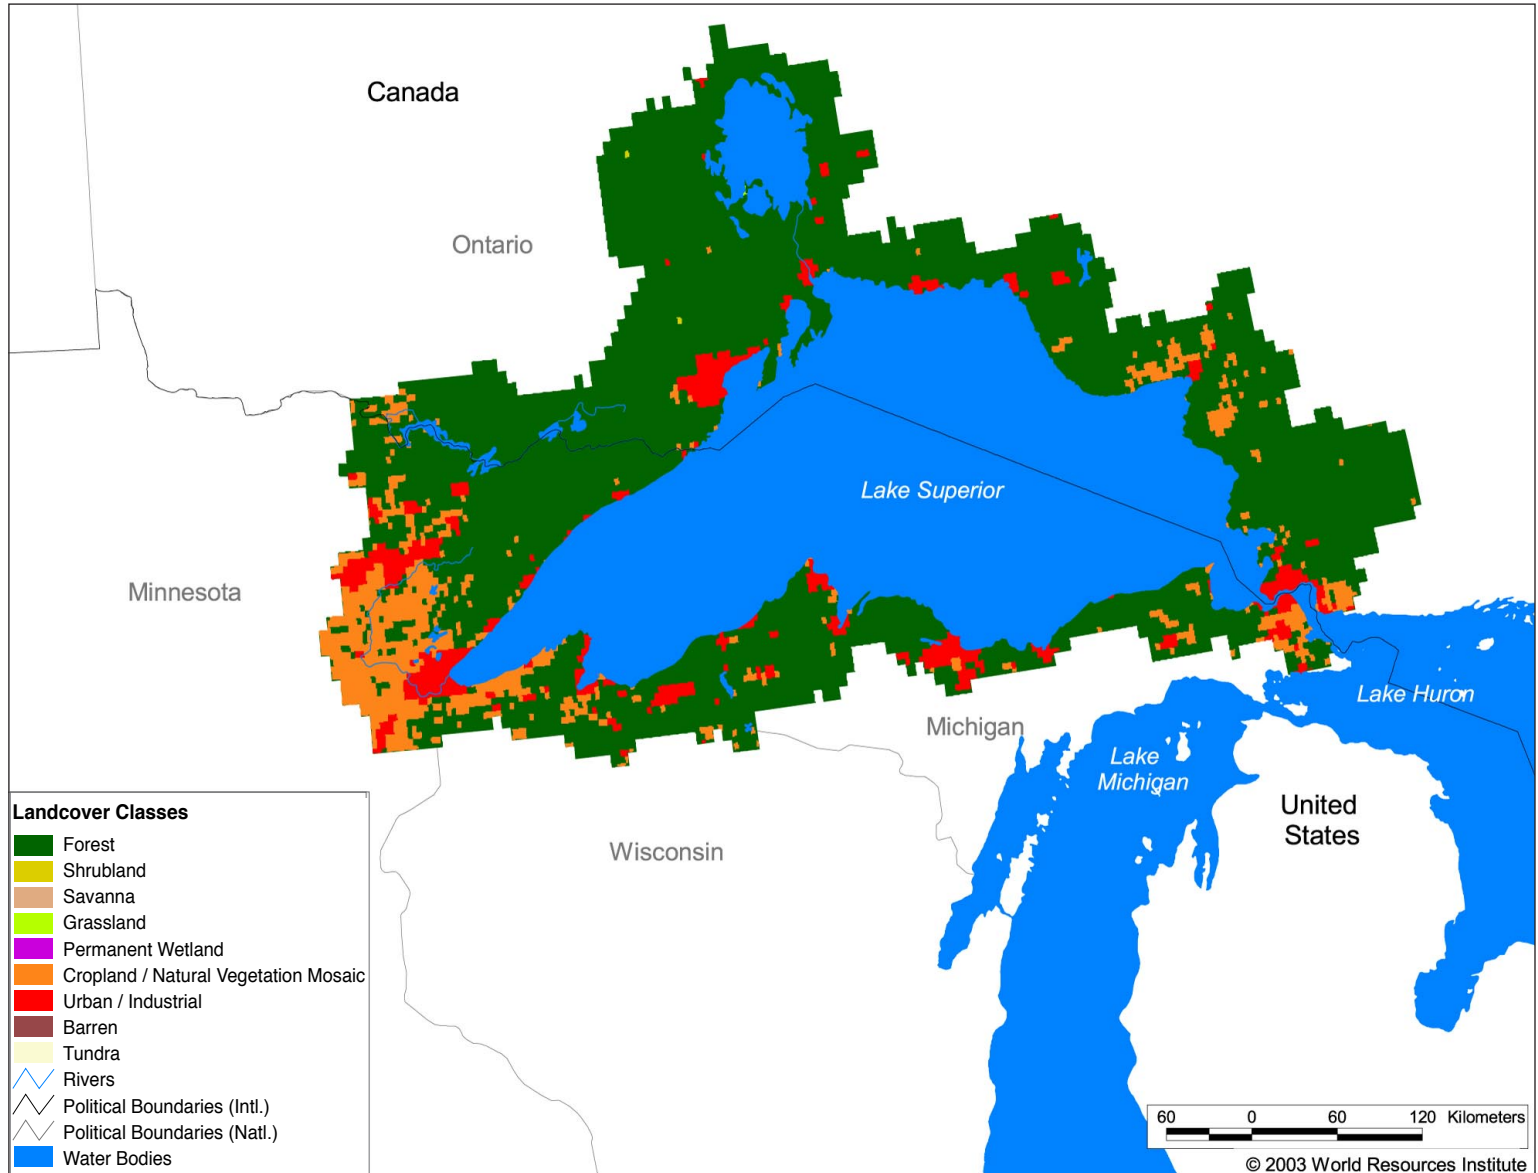 Canada
Ontario
Lake Superior
Minnesota
Lake Huron
Michigan
Lake
Michigan
United
States
Wisconsin
Landcover Classes
Forest
Shrubland
Savanna
Grassland
Permanent Wetland
Cropland / Natural Vegetation Mosaic
Urban / Industrial
Barren
Tundra
Rivers
Political Boundaries (Intl.)
Political Boundaries (Natl.)
Water Bodies
60 0 60 120 Kilometers
© 2003 World Resources Institute